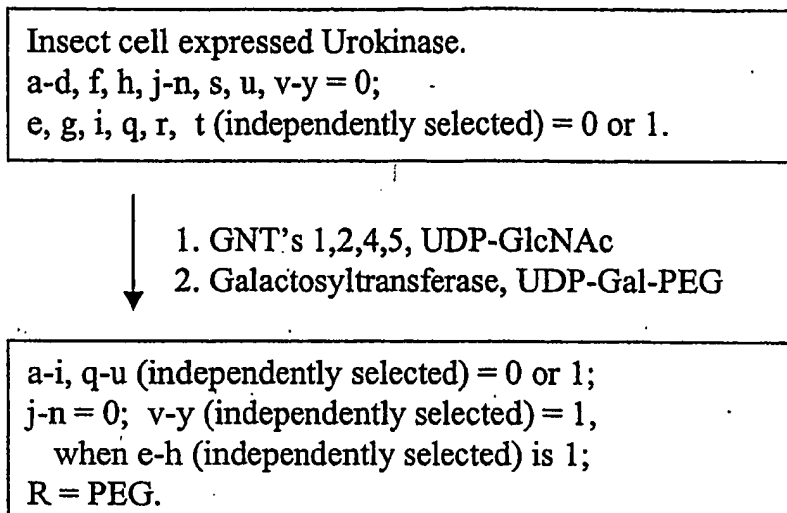 Insect cell expressed Urokinase.
a-d, f, h, j-n, s, u, v-y = 0;
e, g, i, q, r, t (independently selected) = 0 or 1.
1. GNT's 1,2,4,5, UDP-GlcNAc
2. Galactosyltransferase, UDP-Gal-PEG
a-i, q-u (independently selected) = 0 or 1;
j-n = 0; v-y (independently selected) = 1,
when e-h (independently selected) is 1;
R = PEG.